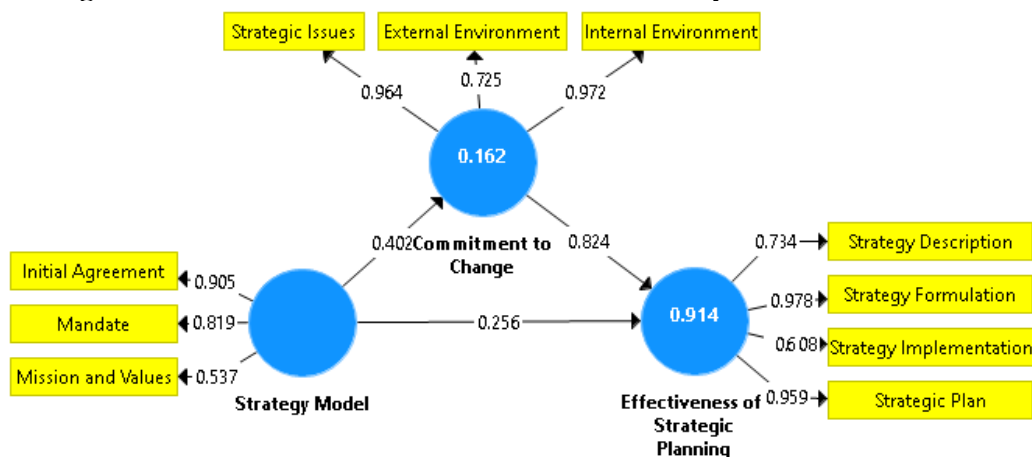 Strategic Issues
External Environment
Internal Environment
0.964
0.725
0.972
0.162
0.402
Commitment to
Change
0.824
Initial Agreement
0.905
Mandate
0.819
Mission and Values
0.537
Strategy Model
0.256
0.914
Effectiveness of
Strategic
Planning
0.734
Strategy Description
0.978
Strategy Formulation
0.608
Strategy Implementation
0.959
Strategic Plan